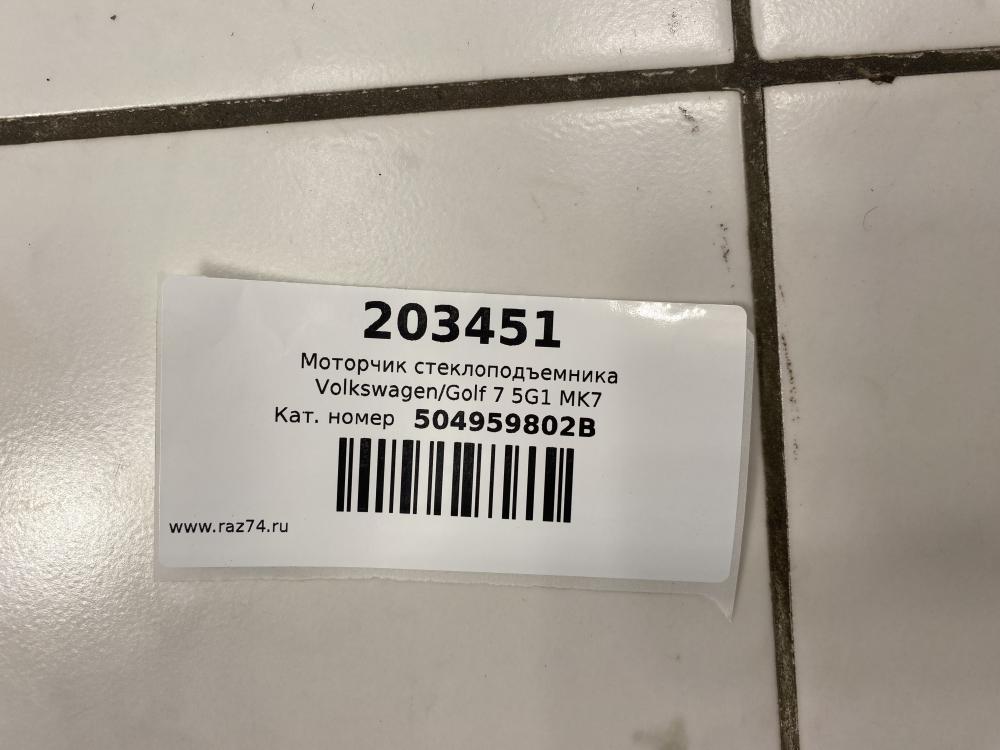 203451
Моторчик стеклоподъемника
Volkswagen/Golf 7 5G1 MK7
Кат. номер 504959802B
www.raz74.ru